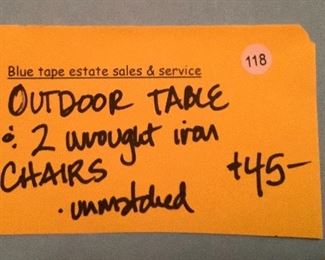 118
Blue tape estate sales & service
OUTDOOR TABLE
& 2 wrought iron
CHAIRS $45-
• unmatched